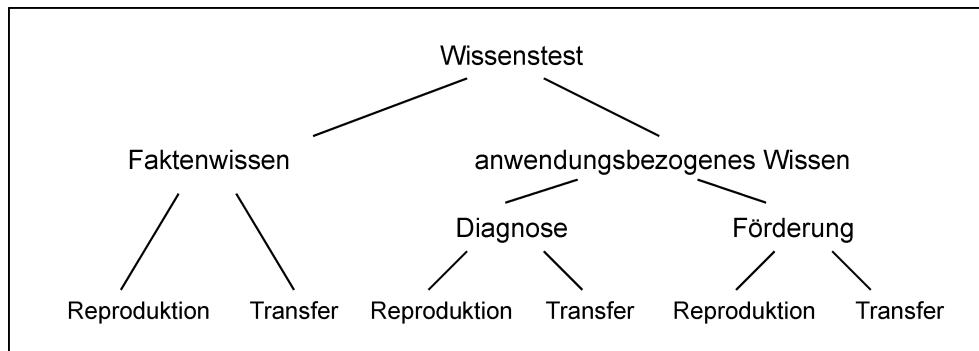 Wissenstest
Faktenwissen anwendungsbezogenes Wissen
Diagnose Förderung
Reproduktion Transfer Reproduktion Transfer Reproduktion Transfer